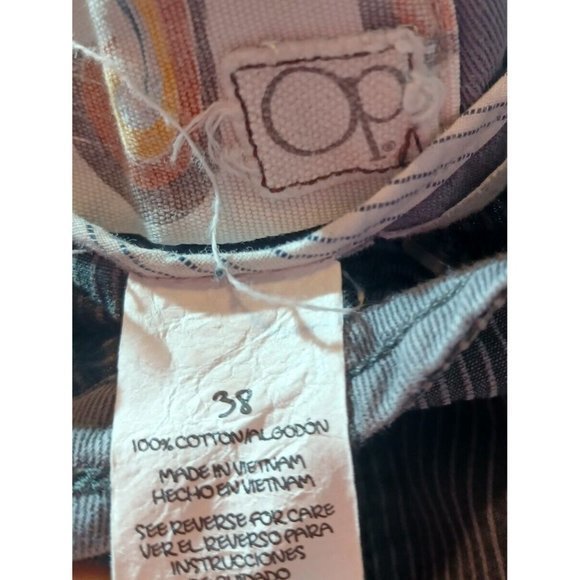 Op
®
38
100% COTTON/ALGODÓN
MADE IN VIETNAM
HECHO EN VIETNAM
SEE REVERSE FOR CARE
VER EL REVERSO PARA
INSTRUCCIONES
CUIDADO